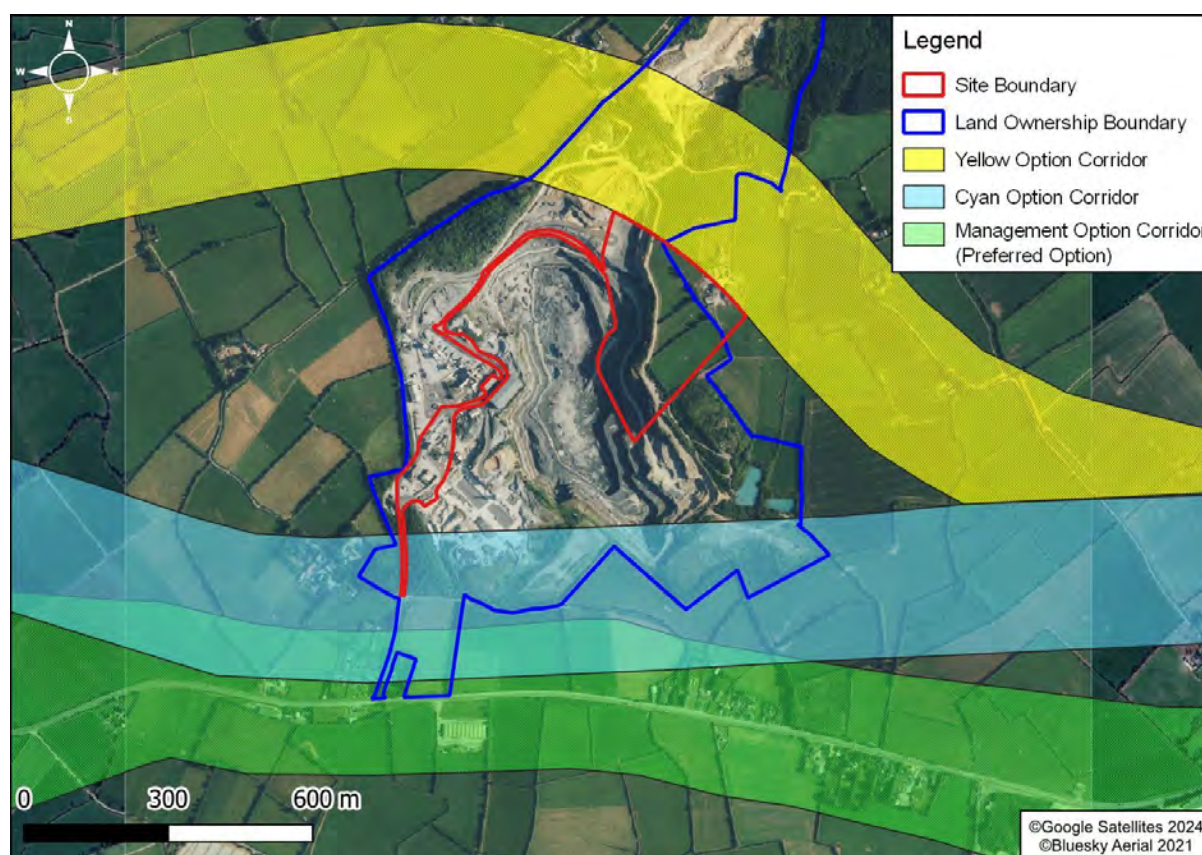 N
W E
S
Legend
Site Boundary
Land Ownership Boundary
Yellow Option Corridor
Cyan Option Corridor
Management Option Corridor
(Preferred Option)
0 300 600 m
©Google Satellites 2024
©Bluesky Aerial 2021